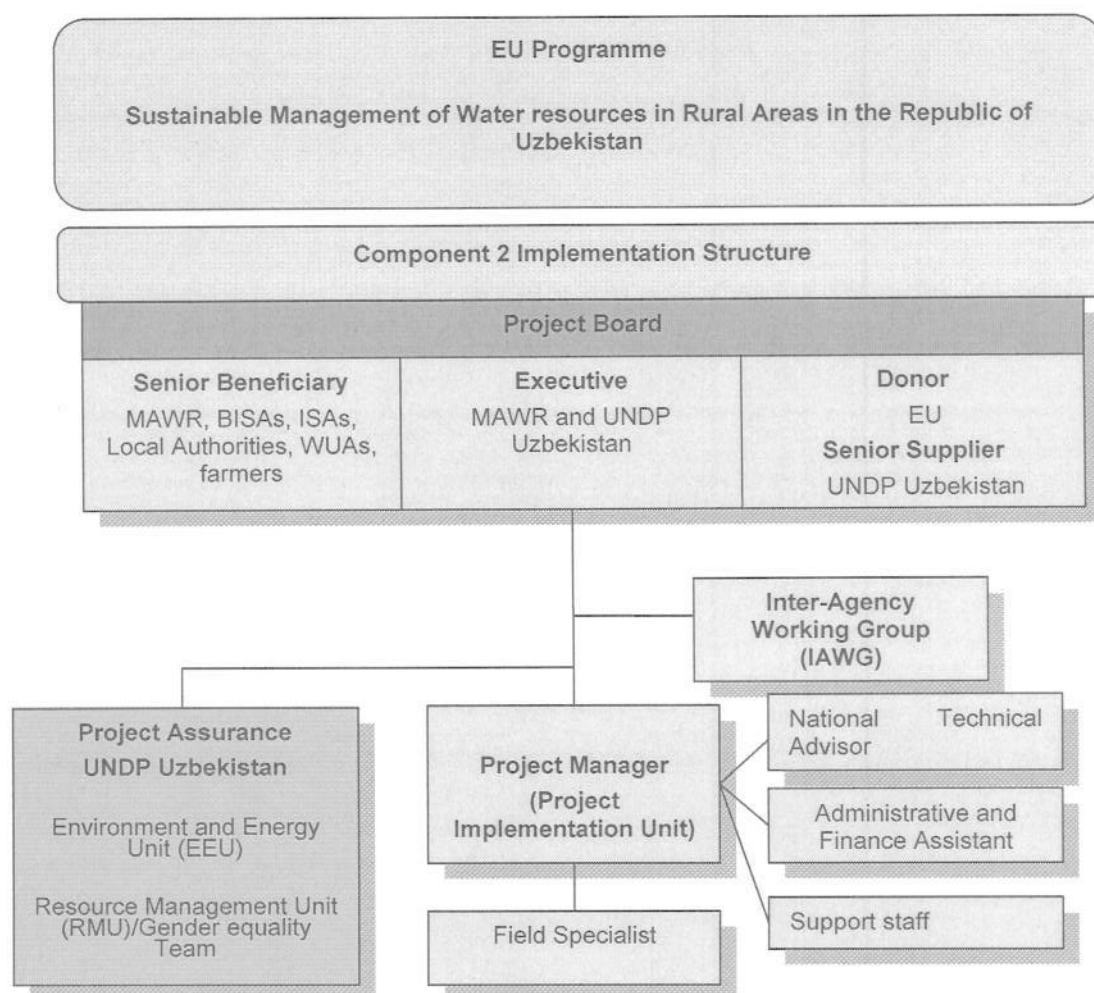 EU Programme
Sustainable Management of Water resources in Rural Areas in the Republic of
Uzbekistan
Component 2 Implementation Structure
Project Board
Senior Beneficiary
MAWR, BISAs, ISAs,
Local Authorities, WUAs,
farmers
Executive
MAWR and UNDP
Uzbekistan
Donor
EU
Senior Supplier
UNDP Uzbekistan
Inter-Agency
Working Group
(IAWG)
Project Assurance
UNDP Uzbekistan
Environment and Energy
Unit (EEU)
Resource Management Unit
(RMU)/Gender equality
Team
Project Manager
(Project
Implementation Unit)
Field Specialist
National Technical
Advisor
Administrative and
Finance Assistant
Support staff